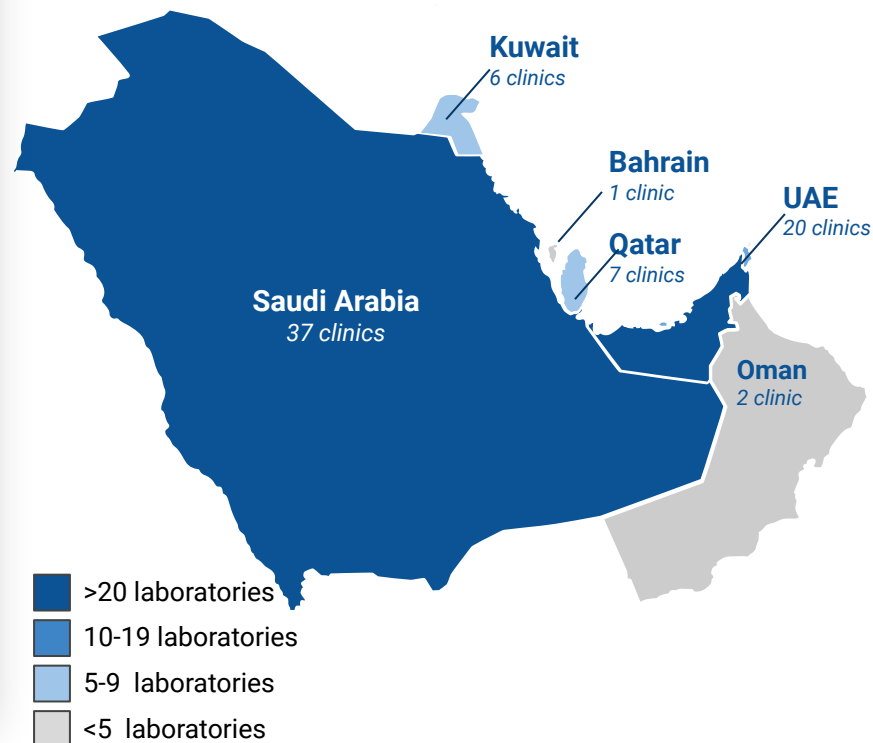 Kuwait
6 clinics
Bahrain
1 clinic
UAE
20 clinics
Qatar
7 clinics
Saudi Arabia
37 clinics
Oman
2 clinic
>20 laboratories
10-19 laboratories
5-9 laboratories
<5 laboratories